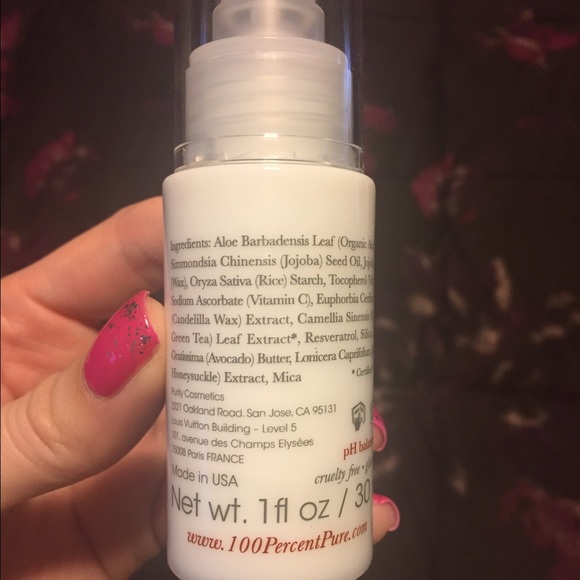 Ingredients: Aloe Barbadensis Leaf (Organic
Simmondsia Chinensis (Jojoba) Seed Oil,
(Wax), Oryza Sativa (Rice) Starch, Tocopherol
Sodium Ascorbate (Vitamin C), Euphorbia
(Candelilla Wax) Extract, Camellia Sinensis
Green Tea) Leaf Extract*, Resveratrol,
Gratissima (Avocado) Butter, Lonicera
Honeysuckle) Extract, Mica
* Certified
Purity Cosmetics
2221 Oakland Road. San Jose, CA 95131
Louis Vuitton Building - Level 5
101, avenue des Champs Elysées
75008 Paris FRANCE
pH
Made in USA
cruelty free •
Net wt. 1fl oz / 30
www.100PercentPure.com